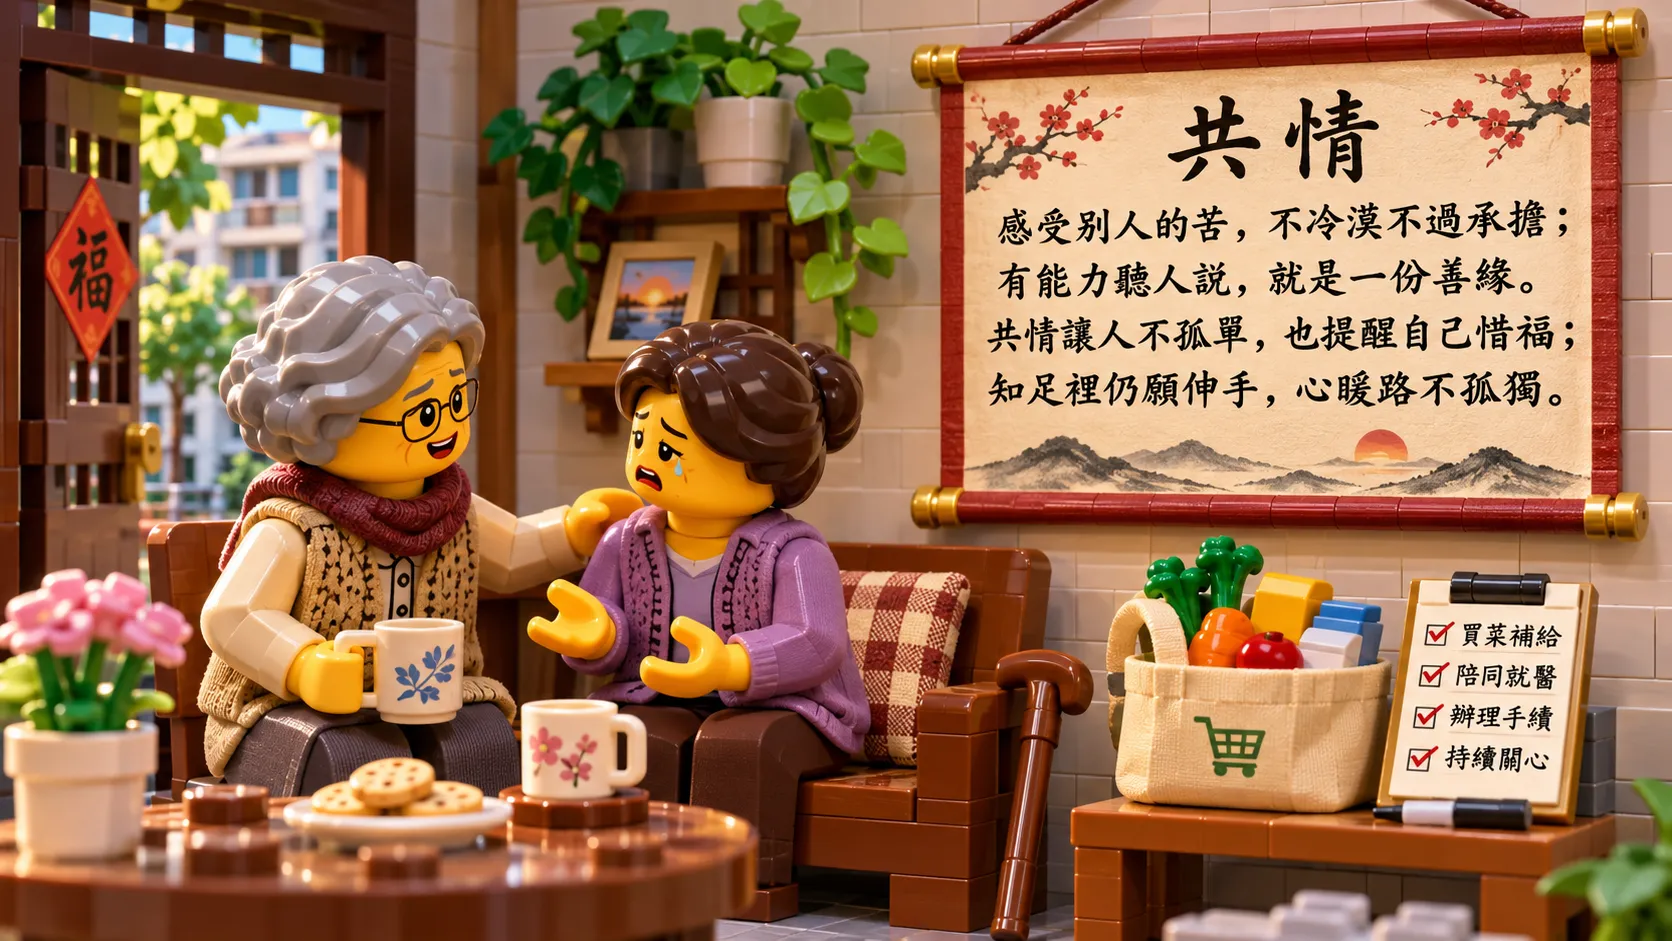 福
共情
感受別人的苦，不冷漠不過承擔；
有能力聽人説，就是一份善緣。
共情讓人不孤單，也提醒自己惜福；
知足裡仍願伸手，心暖路不孤獨。
買菜補給
陪同就醫
辦理手續
持續關心